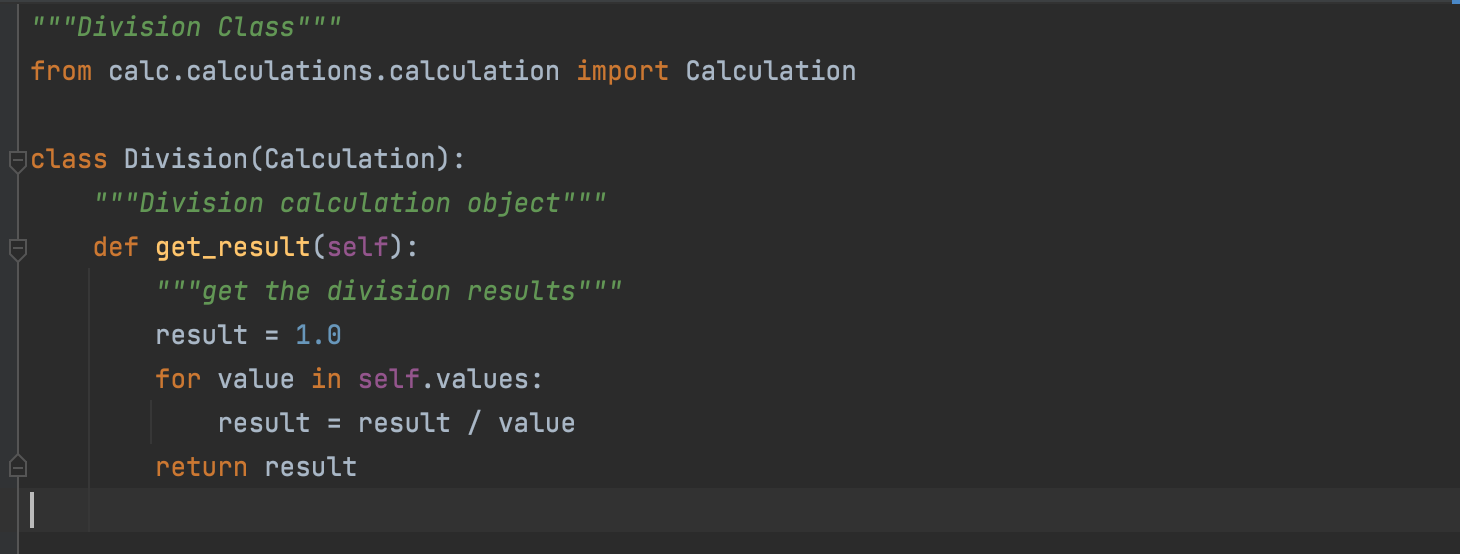 """Division Class"""
from calc.calculations.calculation import Calculation
class Division(Calculation):
    """Division calculation object"""
    def get_result(self):
        """get the division results"""
        result = 1.0
        for value in self.values:
            result = result / value
        return result